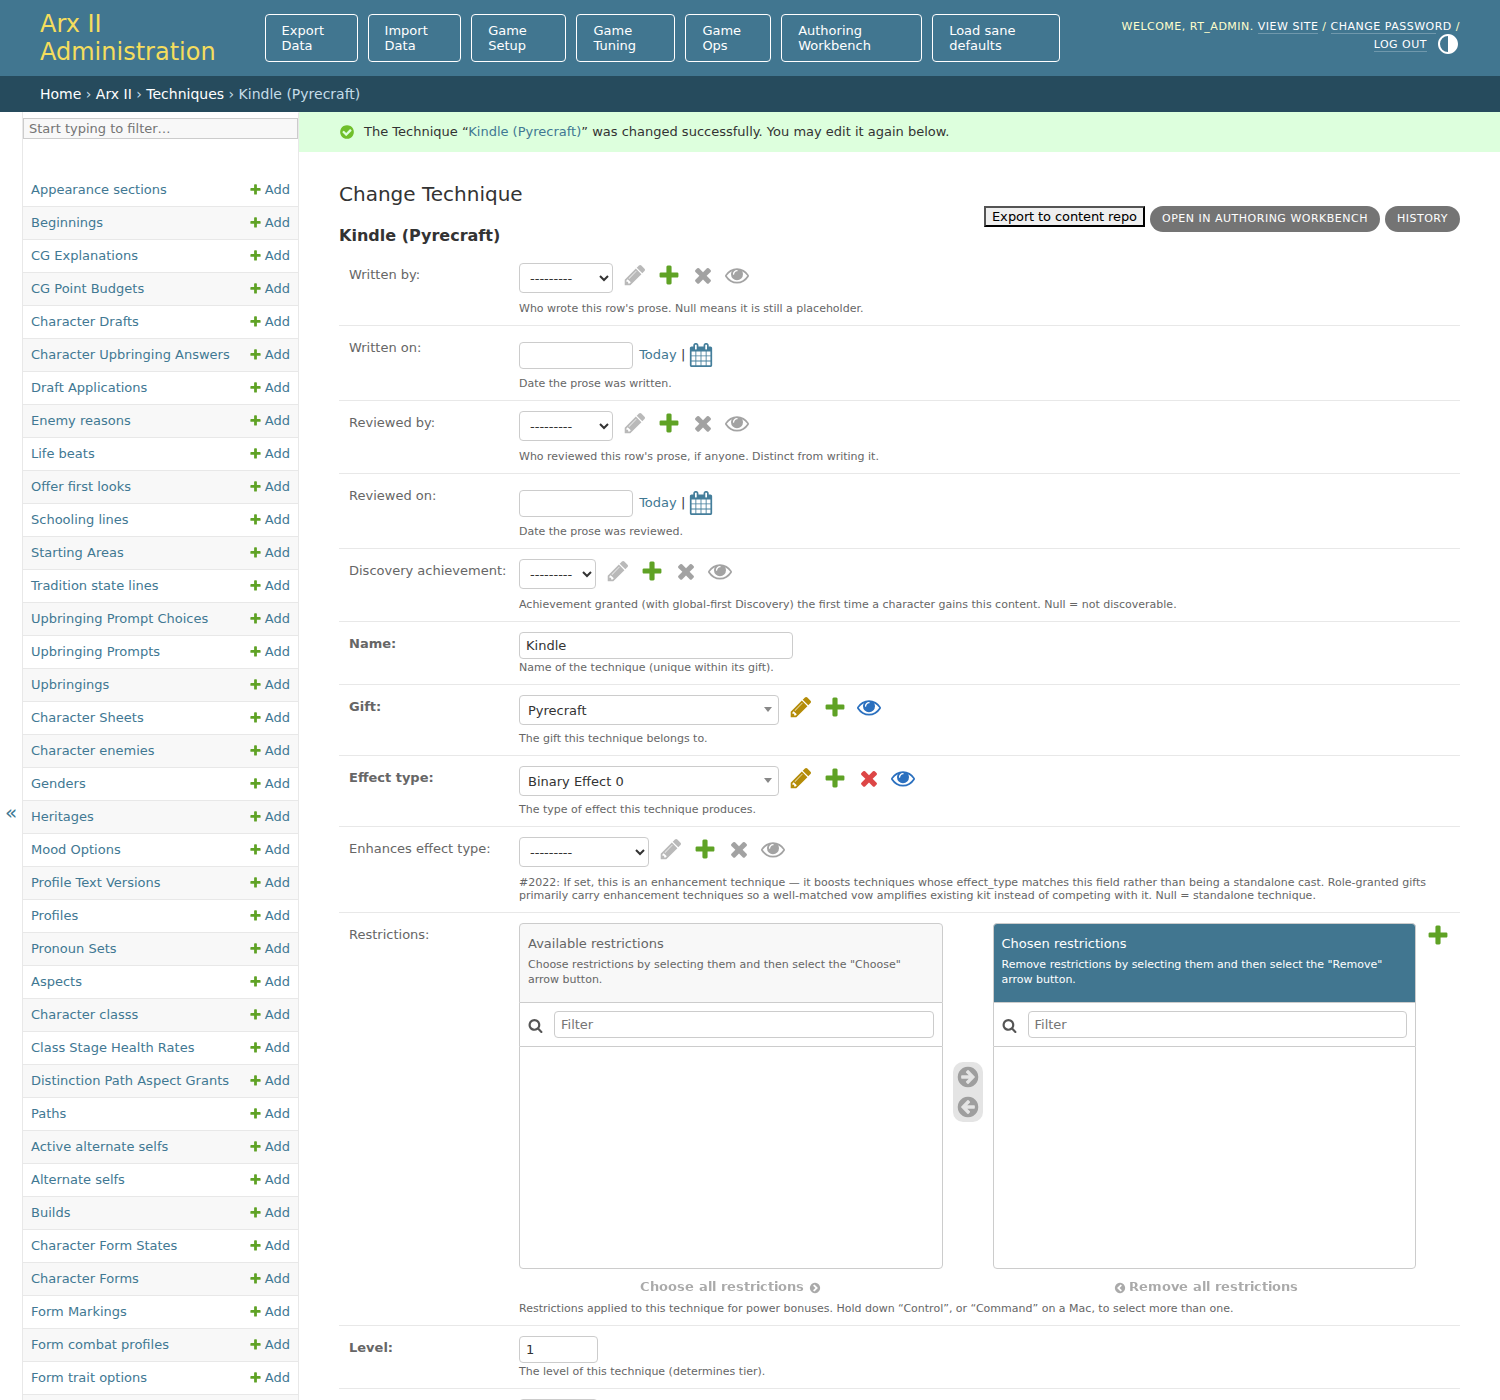 Arx II
Administration
Export
Data
Import
Data
Game
Setup
Game
Tuning
Game
Ops
Authoring
Workbench
Load sane
defaults
WELCOME, RT_ADMIN. VIEW SITE / CHANGE PASSWORD /
LOG OUT
Home › Arx II › Techniques › Kindle (Pyrecraft)
Start typing to filter...
The Technique “Kindle (Pyrecraft)” was changed successfully. You may edit it again below.
Appearance sections Add
Beginnings Add
CG Explanations Add
CG Point Budgets Add
Character Drafts Add
Character Upbringing Answers Add
Draft Applications Add
Enemy reasons Add
Life beats Add
Offer first looks Add
Schooling lines Add
Starting Areas Add
Tradition state lines Add
Upbringing Prompt Choices Add
Upbringing Prompts Add
Upbringings Add
Character Sheets Add
Character enemies Add
Genders Add
Heritages Add
Mood Options Add
Profile Text Versions Add
Profiles Add
Pronoun Sets Add
Aspects Add
Character classs Add
Class Stage Health Rates Add
Distinction Path Aspect Grants Add
Paths Add
Active alternate selfs Add
Alternate selfs Add
Builds Add
Character Form States Add
Character Forms Add
Form Markings Add
Form combat profiles Add
Form trait options Add
«
Change Technique
Export to content repo
OPEN IN AUTHORING WORKBENCH
HISTORY
Kindle (Pyrecraft)
Written by:
---------
Who wrote this row's prose. Null means it is still a placeholder.
Written on:
Today |
Date the prose was written.
Reviewed by:
---------
Who reviewed this row's prose, if anyone. Distinct from writing it.
Reviewed on:
Today |
Date the prose was reviewed.
Discovery achievement:
---------
Achievement granted (with global-first Discovery) the first time a character gains this content. Null = not discoverable.
Name:
Kindle
Name of the technique (unique within its gift).
Gift:
Pyrecraft
The gift this technique belongs to.
Effect type:
Binary Effect 0
The type of effect this technique produces.
Enhances effect type:
---------
#2022: If set, this is an enhancement technique — it boosts techniques whose effect_type matches this field rather than being a standalone cast. Role-granted gifts
primarily carry enhancement techniques so a well-matched vow amplifies existing kit instead of competing with it. Null = standalone technique.
Restrictions:
Available restrictions
Choose restrictions by selecting them and then select the "Choose"
arrow button.
Filter
Choose all restrictions
Chosen restrictions
Remove restrictions by selecting them and then select the "Remove"
arrow button.
Filter
Remove all restrictions
Restrictions applied to this technique for power bonuses. Hold down “Control”, or “Command” on a Mac, to select more than one.
Level:
1
The level of this technique (determines tier).